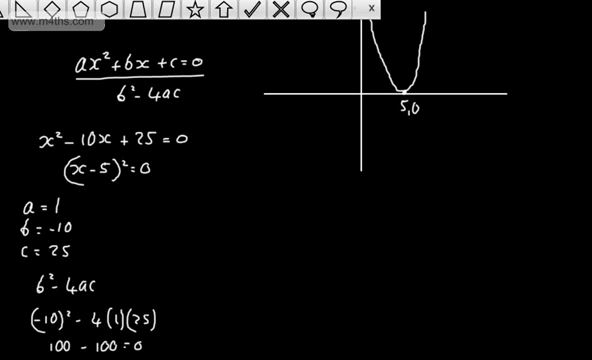 www.m4ths.com
ax² + bx + c = 0
b² - 4ac
x² - 10x + 25 = 0
(x - 5)² = 0
a = 1
b = -10
c = 25
b² - 4ac
(-10)² - 4(1)(25)
100 - 100 = 0
5,0